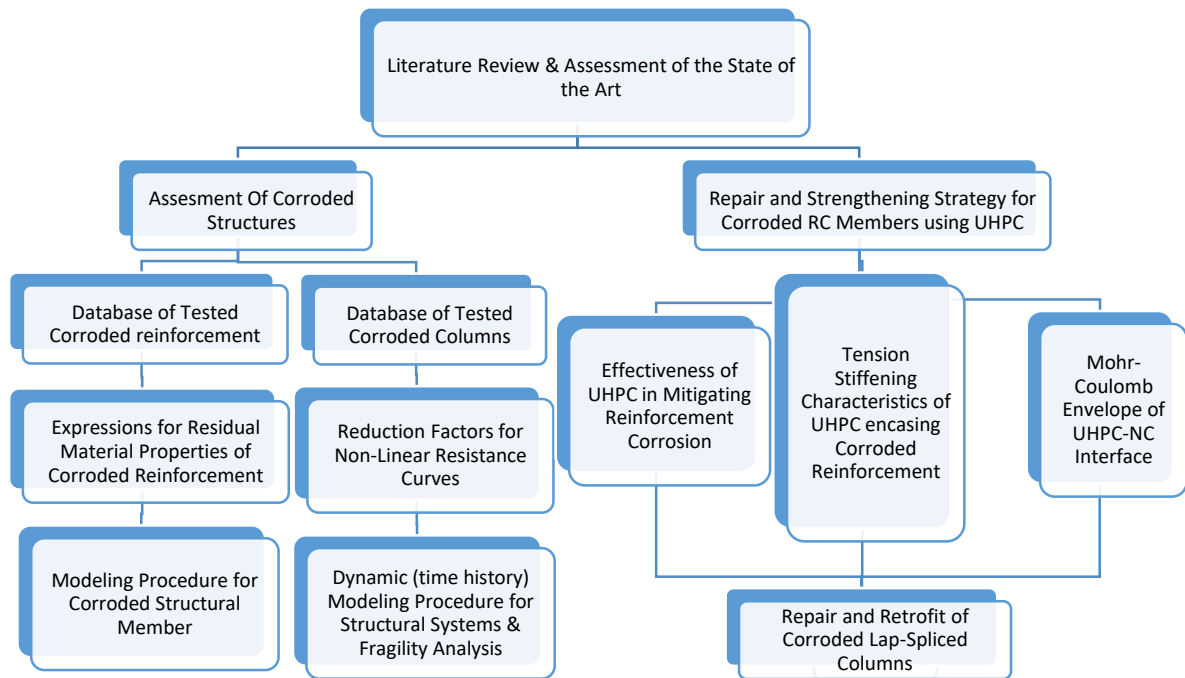 Literature Review & Assessment of the State of
the Art
Assesment Of Corroded
Structures
Repair and Strengthening Strategy for
Corroded RC Members using UHPC
Database of Tested
Corroded reinforcement
Database of Tested
Corroded Columns
Effectiveness of
UHPC in Mitigating
Reinforcement
Corrosion
Tension
Stiffening
Characteristics of
UHPC encasing
Corroded
Reinforcement
Mohr-
Coulomb
Envelope of
UHPC-NC
Interface
Expressions for Residual
Material Properties of
Corroded Reinforcement
Reduction Factors for
Non-Linear Resistance
Curves
Modeling Procedure for
Corroded Structural
Member
Dynamic (time history)
Modeling Procedure for
Structural Systems &
Fragility Analysis
Repair and Retrofit of
Corroded Lap-Spliced
Columns